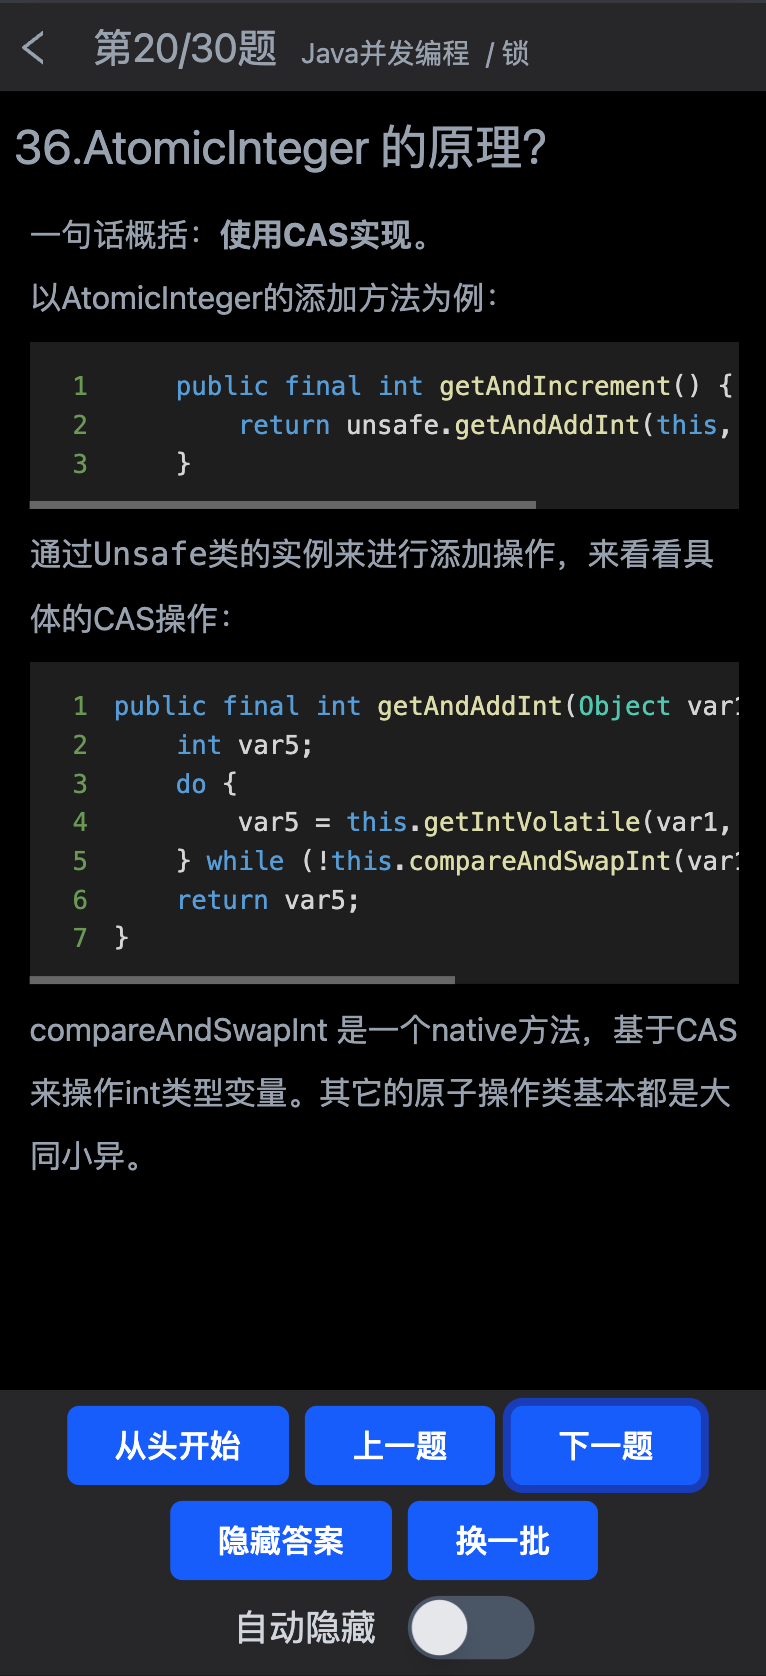 第20/30题 Java并发编程 / 锁
36.AtomicInteger 的原理?
一句话概括：使用CAS实现。
以AtomicInteger的添加方法为例：
1 public final int getAndIncrement() {
2 return unsafe.getAndAddInt(this,
3 }
通过Unsafe类的实例来进行添加操作，来看看具
体的CAS操作：
1 public final int getAndAddInt(Object var1
2 int var5;
3 do {
4 var5 = this.getIntVolatile(var1,
5 } while (!this.compareAndSwapInt(var1
6 return var5;
7 }
compareAndSwapInt 是一个native方法，基于CAS
来操作int类型变量。其它的原子操作类基本都是大
同小异。
从头开始 上一题 下一题
隐藏答案 换一批
自动隐藏